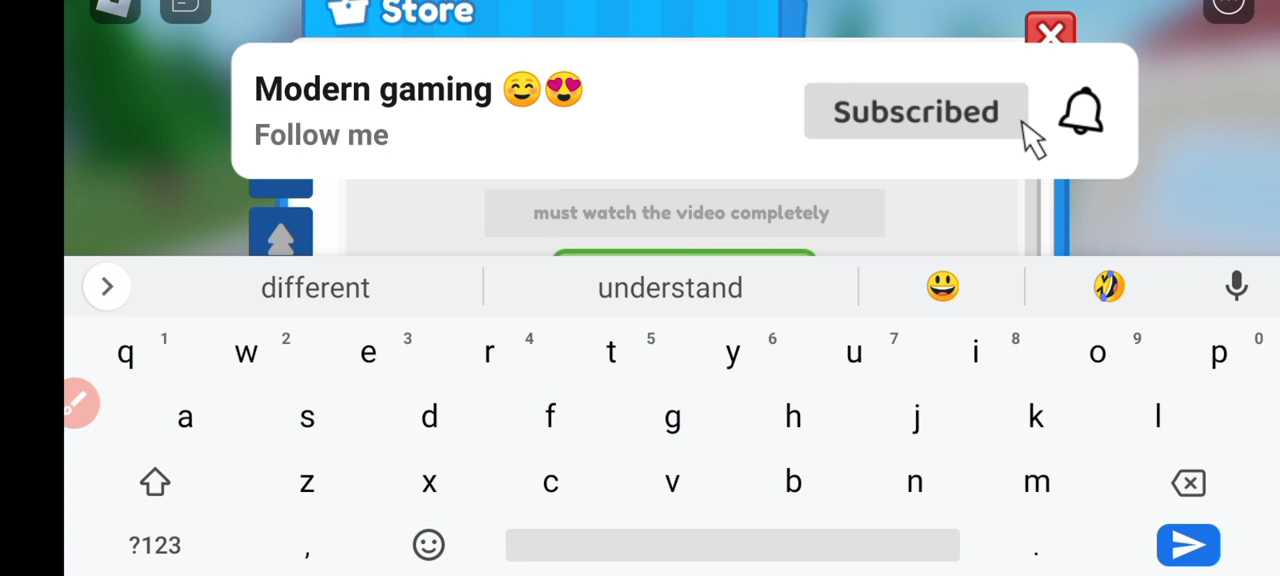 Store
Modern gaming 😊😍
Follow me
Subscribed
must watch the video completely
different understand 😃 🤣
q 1 w 2 e 3 r 4 t 5 y 6 u 7 i 8 o 9 p 0
a s d f g h j k l
z x c v b n m
?123 , .